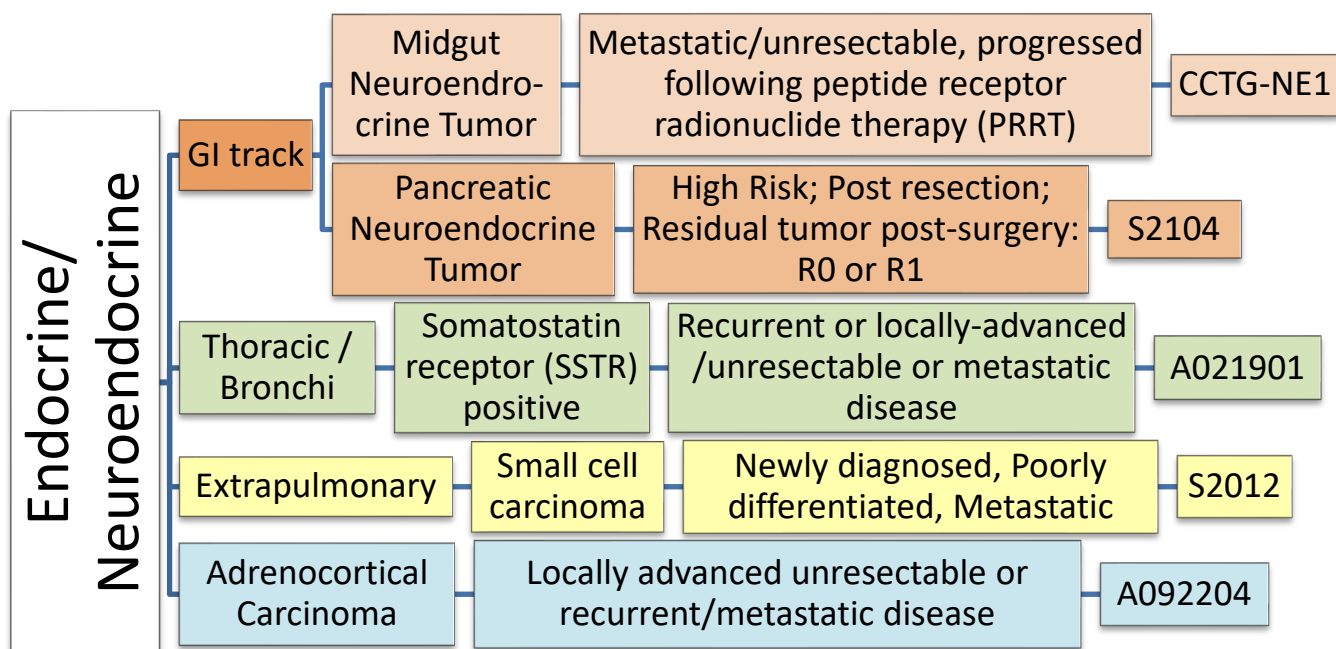 Endocrine/
Neuroendocrine
GI track
Midgut
Neuroendro-
crine Tumor
Metastatic/unresectable, progressed
following peptide receptor
radionuclide therapy (PRRT)
CCTG-NE1
Pancreatic
Neuroendocrine
Tumor
High Risk; Post resection;
Residual tumor post-surgery:
R0 or R1
S2104
Thoracic /
Bronchi
Somatostatin
receptor (SSTR)
positive
Recurrent or locally-advanced
/unresectable or metastatic
disease
A021901
Extrapulmonary
Small cell
carcinoma
Newly diagnosed, Poorly
differentiated, Metastatic
S2012
Adrenocortical
Carcinoma
Locally advanced unresectable or
recurrent/metastatic disease
A092204